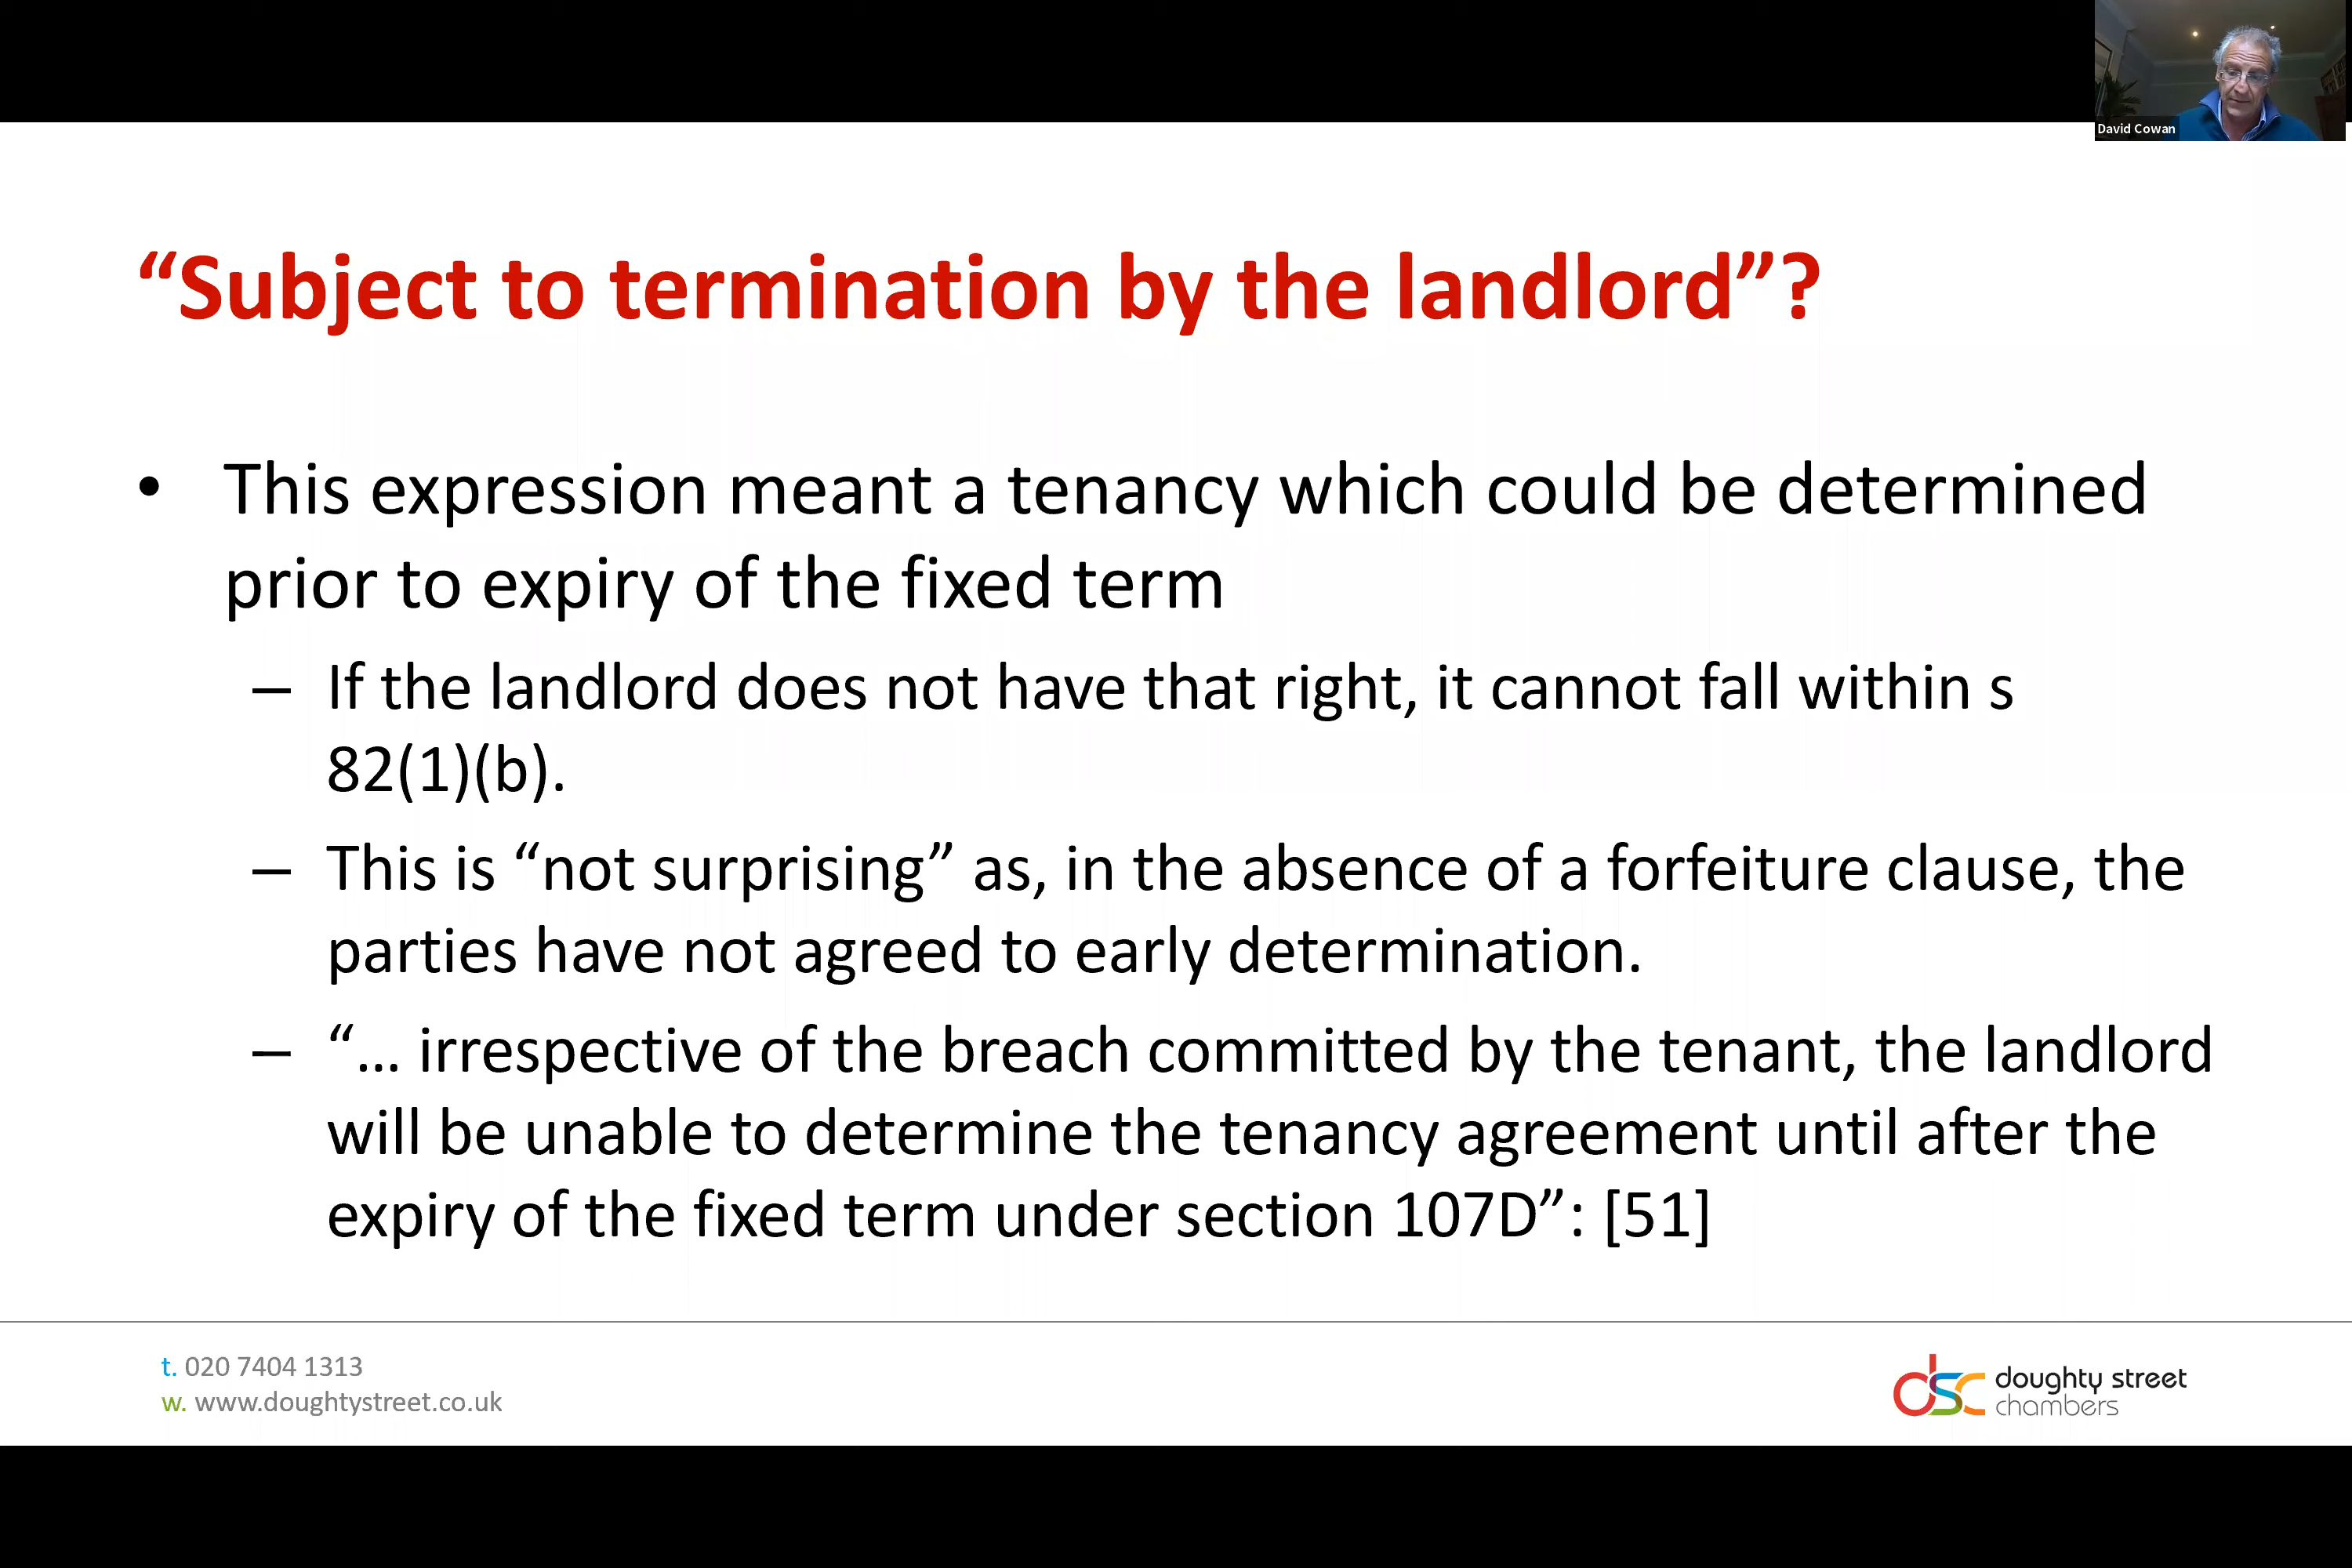 David Cowan
“Subject to termination by the landlord”?
• This expression meant a tenancy which could be determined
prior to expiry of the fixed term
– If the landlord does not have that right, it cannot fall within s
82(1)(b).
– This is “not surprising” as, in the absence of a forfeiture clause, the
parties have not agreed to early determination.
– “… irrespective of the breach committed by the tenant, the landlord
will be unable to determine the tenancy agreement until after the
expiry of the fixed term under section 107D”: [51]
t. 020 7404 1313
w. www.doughtystreet.co.uk
dsc doughty street
chambers